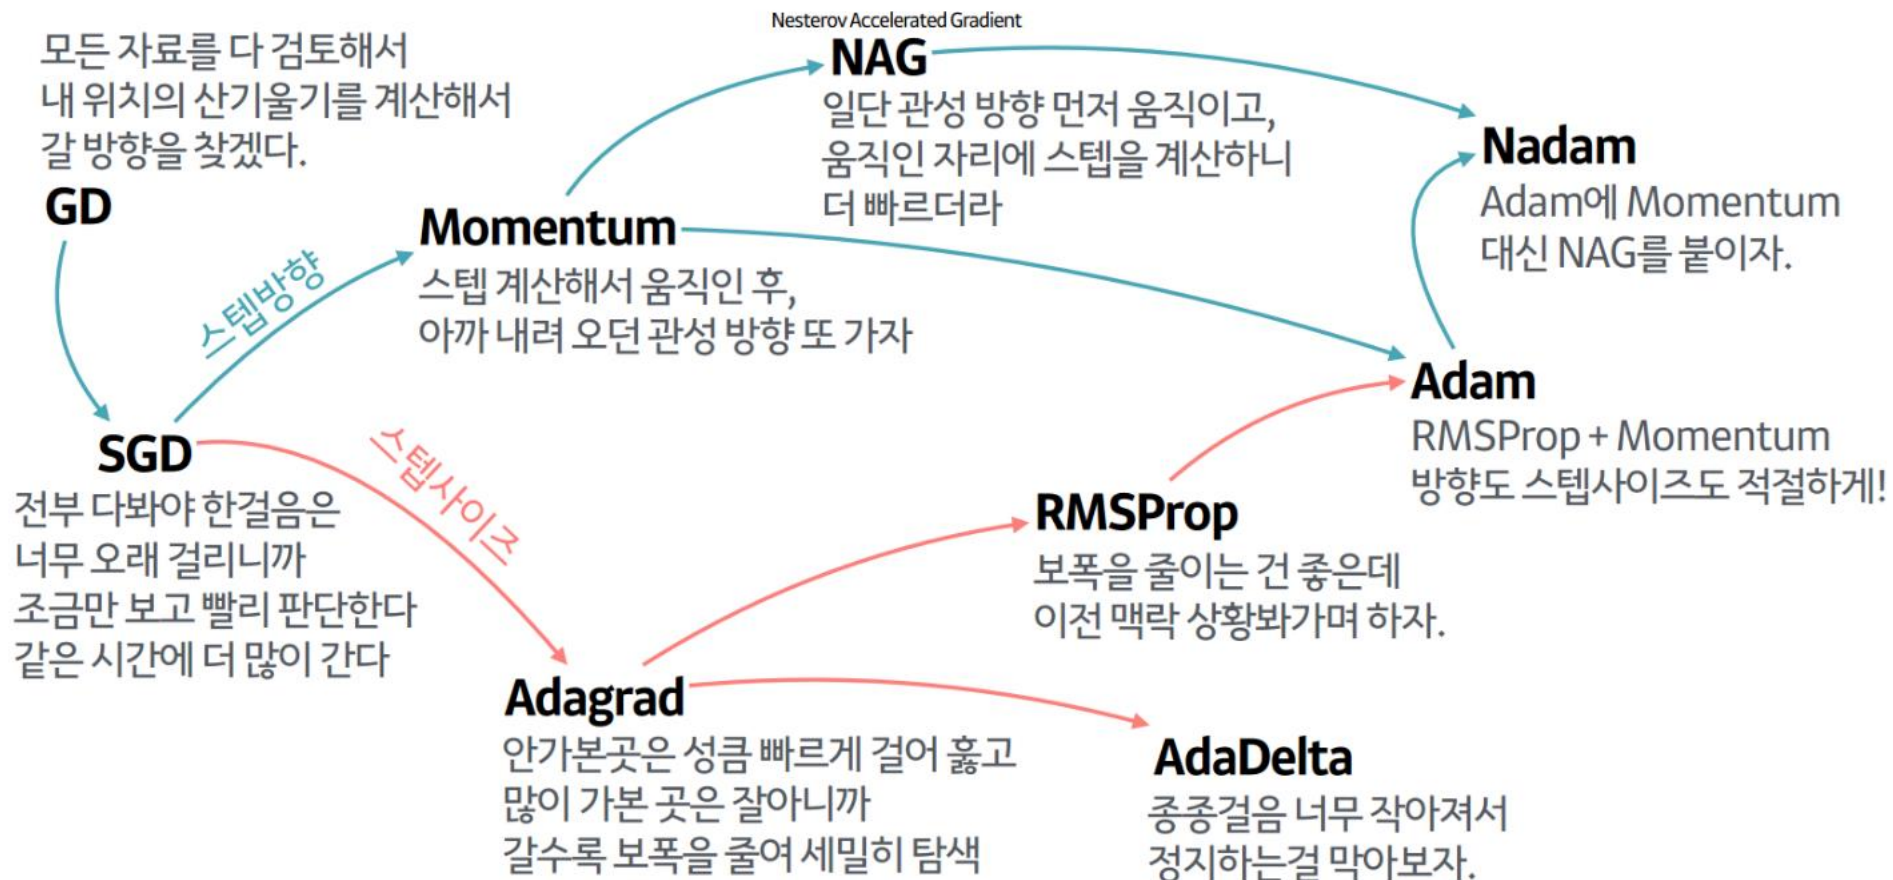 모든 자료를 다 검토해서
내 위치의 산기울기를 계산해서
갈 방향을 찾겠다.
GD
스텝방향
SGD
전부 다봐야 한걸음은
너무 오래 걸리니까
조금만 보고 빨리 판단한다
같은 시간에 더 많이 간다
Momentum
스텝 계산해서 움직인 후,
아까 내려 오던 관성 방향 또 가자
Nesterov Accelerated Gradient
NAG
일단 관성 방향 먼저 움직이고,
움직인 자리에 스텝을 계산하니
더 빠르더라
Nadam
Adam에 Momentum
대신 NAG를 붙이자.
Adam
RMSProp + Momentum
방향도 스텝사이즈도 적절하게!
스텝사이즈
RMSProp
보폭을 줄이는 건 좋은데
이전 맥락 상황봐가며 하자.
Adagrad
안가본곳은 성큼 빠르게 걸어 훑고
많이 가본 곳은 잘아니까
갈수록 보폭을 줄여 세밀히 탐색
AdaDelta
종종걸음 너무 작아져서
정지하는걸 막아보자.